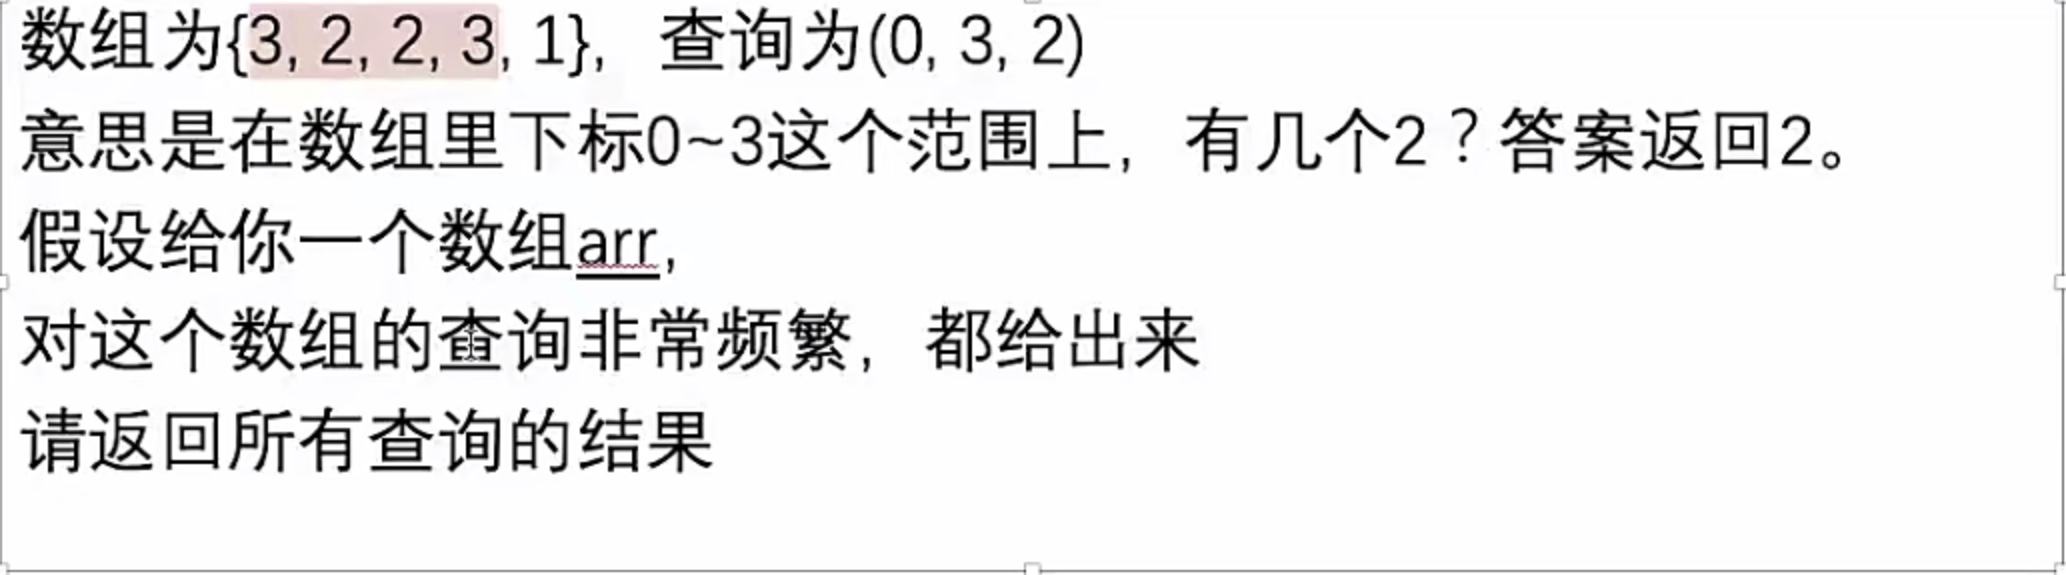 数组为{3, 2, 2, 3, 1}，查询为(0, 3, 2)
意思是在数组里下标0~3这个范围上，有几个2？答案返回2。
假设给你一个数组arr，
对这个数组的查询非常频繁，都给出来
请返回所有查询的结果